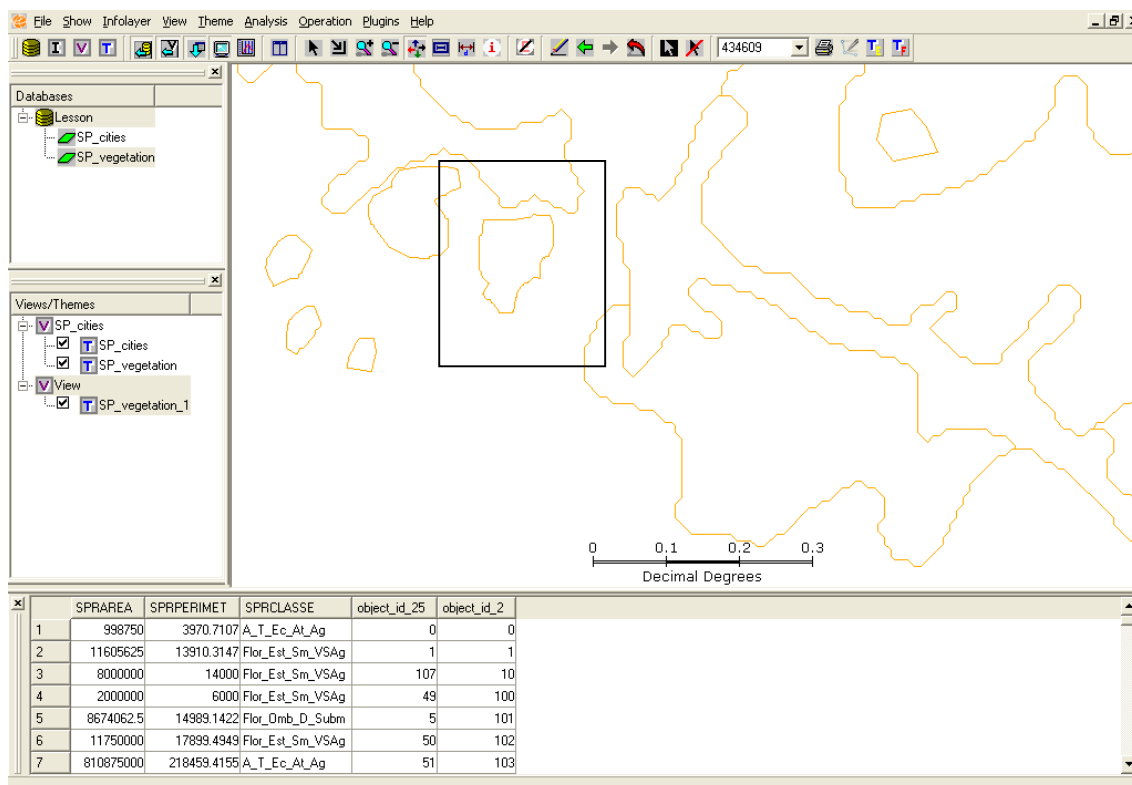 File Show Infolayer View Theme Analysis Operation Plugins Help
434609
Databases
Lesson
SP_cities
SP_vegetation
Views/Themes
SP_cities
SP_cities
SP_vegetation
View
SP_vegetation_1
0 0.1 0.2 0.3
Decimal Degrees
SPRAREA SPRPERIMET SPRCLASSE object_id_25 object_id_2
1 998750 3970.7107 A_T_Ec_At_Ag 0 0
2 11605625 13910.3147 Flor_Est_Sm_VSAg 1 1
3 8000000 14000 Flor_Est_Sm_VSAg 107 10
4 2000000 6000 Flor_Est_Sm_VSAg 49 100
5 8674062.5 14989.1422 Flor_Omb_D_Subm 5 101
6 11750000 17899.4949 Flor_Est_Sm_VSAg 50 102
7 810875000 218459.4155 A_T_Ec_At_Ag 51 103